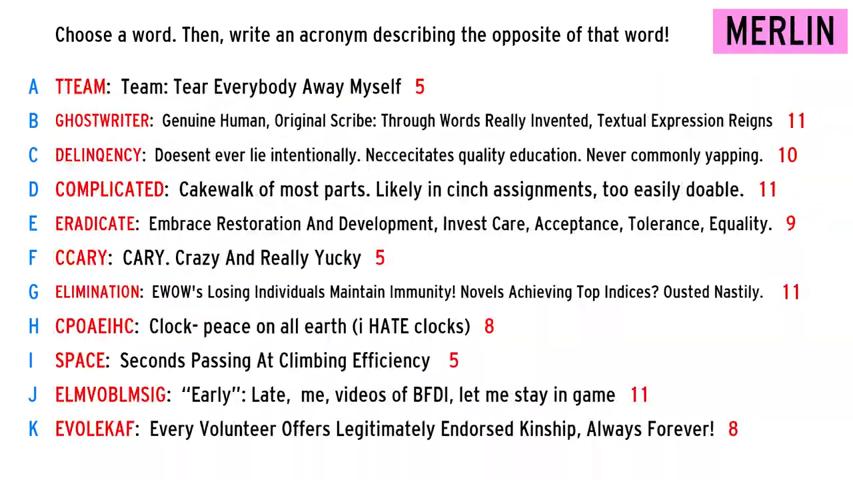 Choose a word. Then, write an acronym describing the opposite of that word!
MERLIN
A TTEAM: Team: Tear Everybody Away Myself 5
B GHOSTWRITER: Genuine Human, Original Scribe: Through Words Really Invented, Textual Expression Reigns 11
C DELINQENCY: Doesent ever lie intentionally. Neccecitates quality education. Never commonly yapping. 10
D COMPLICATED: Cakewalk of most parts. Likely in cinch assignments, too easily doable. 11
E ERADICATE: Embrace Restoration And Development, Invest Care, Acceptance, Tolerance, Equality. 9
F CCARY: CARY. Crazy And Really Yucky 5
G ELIMINATION: EWOW's Losing Individuals Maintain Immunity! Novels Achieving Top Indices? Ousted Nastily. 11
H CPOAEIHC: Clock- peace on all earth (i HATE clocks) 8
I SPACE: Seconds Passing At Climbing Efficiency 5
J ELMVOBLMSIG: “Early”: Late, me, videos of BFDI, let me stay in game 11
K EVOLEKAF: Every Volunteer Offers Legitimately Endorsed Kinship, Always Forever! 8